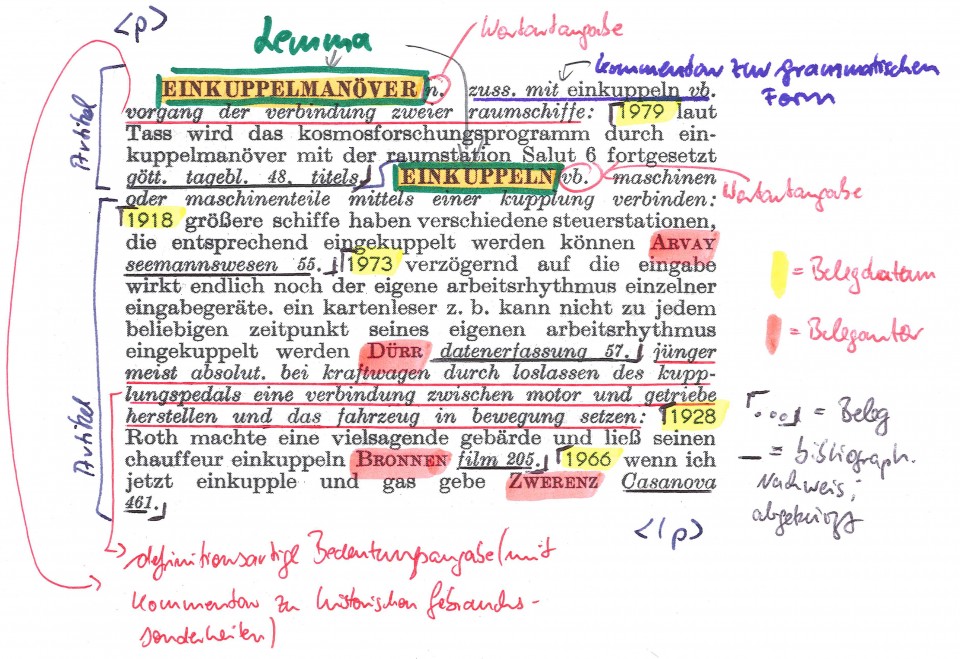 <p>
Lemma
Wortartangabe
Kommentar zur grammatischen
Form
Artikel
EINKUPPELMANÖVER n. zuss. mit einkuppeln vb.
vorgang der verbindung zweier raumschiffe: 1979 laut
Tass wird das kosmosforschungsprogramm durch ein-
kuppelmanöver mit der raumstation Salut 6 fortgesetzt
gött. tagebl. 48, titels. EINKUPPELN vb. maschinen
Wortartangabe
oder maschinenteile mittels einer kupplung verbinden:
1918 größere schiffe haben verschiedene steuerstationen,
die entsprechend eingekuppelt werden können ARVAY
seemannswesen 55. 1973 verzögernd auf die eingabe
wirkt endlich noch der eigene arbeitsrhythmus einzelner
eingabegeräte. ein kartenleser z. b. kann nicht zu jedem
beliebigen zeitpunkt seines eigenen arbeitsrhythmus
eingekuppelt werden DÜRR datenerfassung 57. jünger
meist absolut. bei kraftwagen durch loslassen des kupp-
lungspedals eine verbindung zwischen motor und getriebe
herstellen und das fahrzeug in bewegung setzen: 1928
Roth machte eine vielsagende gebärde und ließ seinen
chauffeur einkuppeln BRONNEN film 205. 1966 wenn ich
jetzt einkupple und gas gebe ZWERENZ Casanova
461.
Artikel
= Belegdatum
= Belegautor
= Beleg
= bibliograph.
Nachweis;
abgekürzt
</p>
definitionsartige Bedeutungsangabe (mit
Kommentar zu historischen Gebrauchs-
sonderheiten)